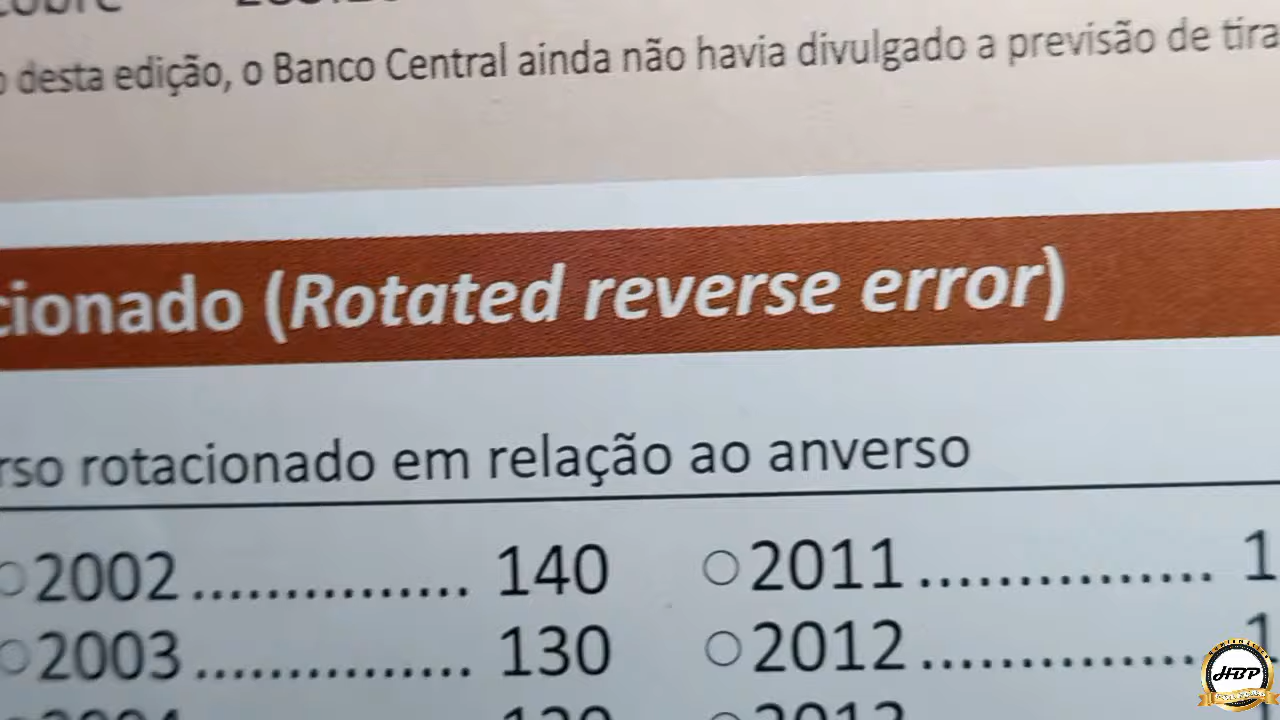 desta edição, o Banco Central ainda não havia divulgado a previsão de tira
cionado (Rotated reverse error)
rso rotacionado em relação ao anverso
○2002............... 140 ○2011...............
○2003............... 130 ○2012...............
HBP